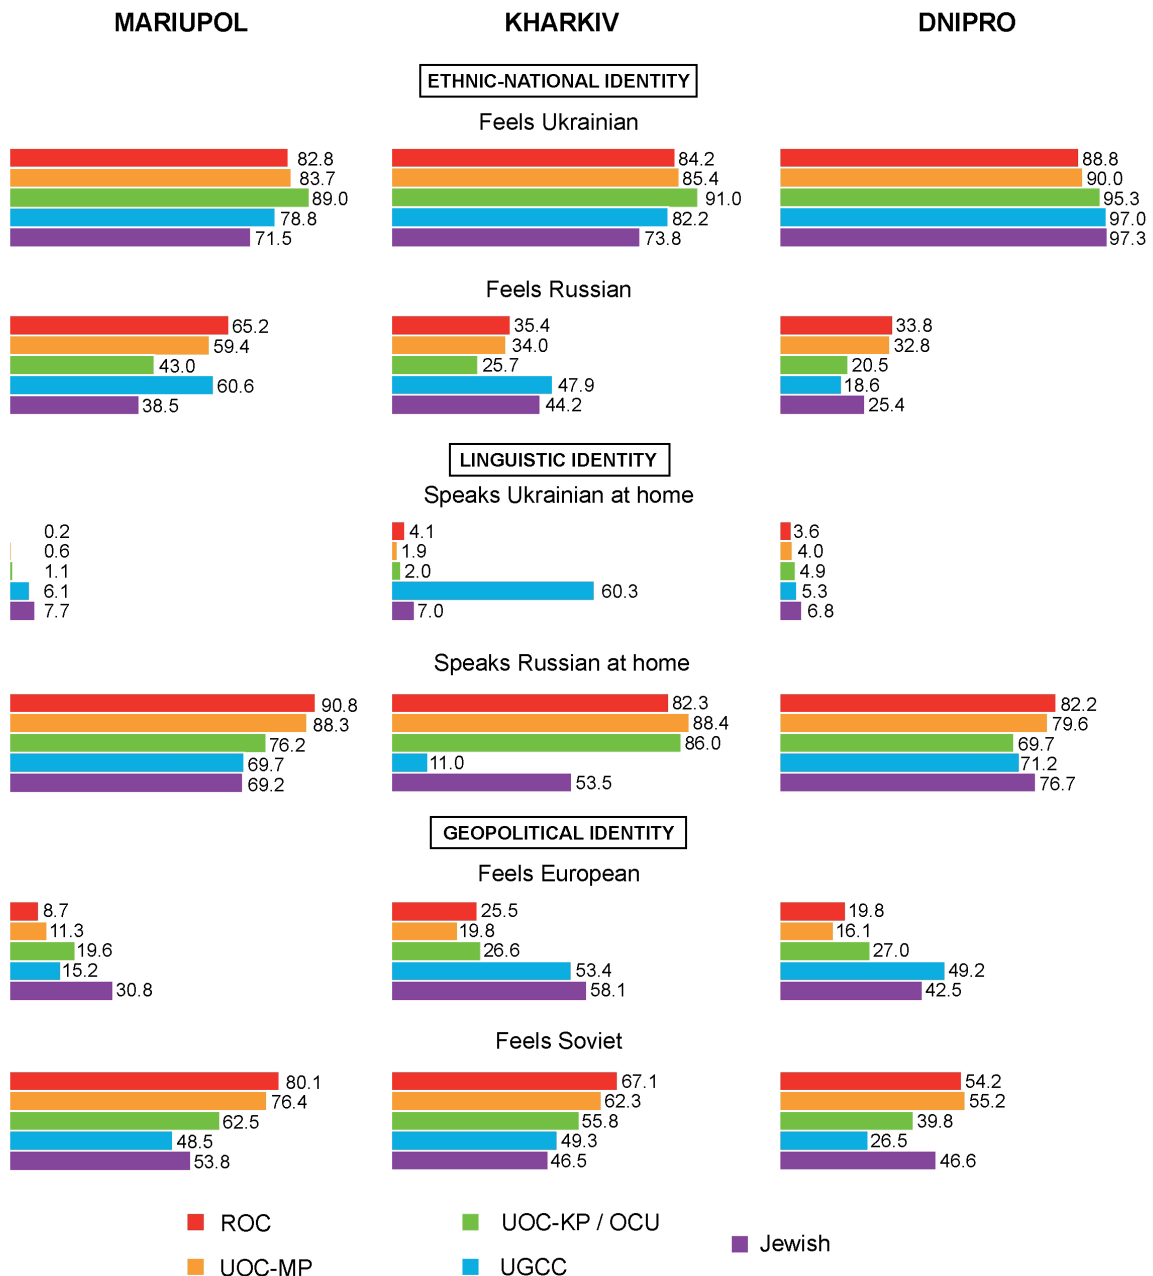 MARIUPOL KHARKIV DNIPRO
ETHNIC-NATIONAL IDENTITY
Feels Ukrainian
82.8 84.2 88.8
83.7 85.4 90.0
89.0 91.0 95.3
78.8 82.2 97.0
71.5 73.8 97.3
Feels Russian
65.2 35.4 33.8
59.4 34.0 32.8
43.0 25.7 20.5
60.6 47.9 18.6
38.5 44.2 25.4
LINGUISTIC IDENTITY
Speaks Ukrainian at home
0.2 4.1 3.6
0.6 1.9 4.0
1.1 2.0 4.9
6.1 60.3 5.3
7.7 7.0 6.8
Speaks Russian at home
90.8 82.3 82.2
88.3 88.4 79.6
76.2 86.0 69.7
69.7 11.0 71.2
69.2 53.5 76.7
GEOPOLITICAL IDENTITY
Feels European
8.7 25.5 19.8
11.3 19.8 16.1
19.6 26.6 27.0
15.2 53.4 49.2
30.8 58.1 42.5
Feels Soviet
80.1 67.1 54.2
76.4 62.3 55.2
62.5 55.8 39.8
48.5 49.3 26.5
53.8 46.5 46.6
ROC UOC-KP / OCU
Jewish
UOC-MP UGCC